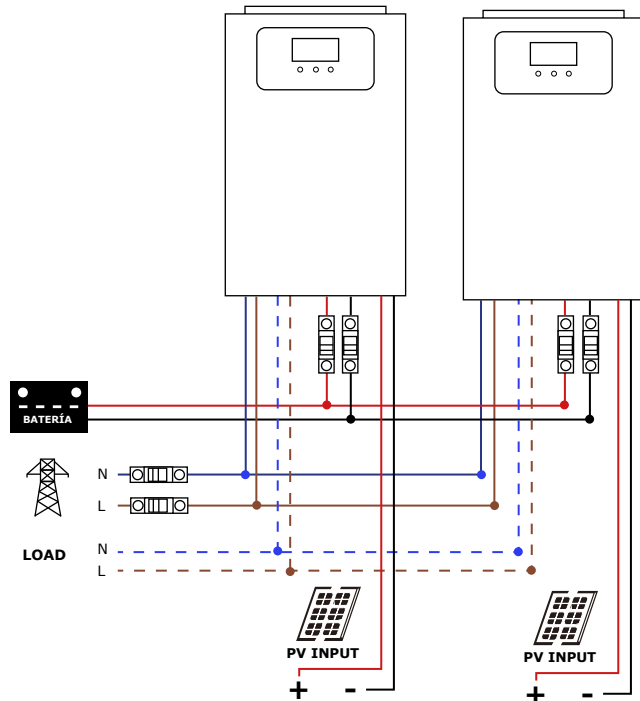 BATERÍA
N
L
LOAD
N
L
PV INPUT
PV INPUT
+ -
+ -